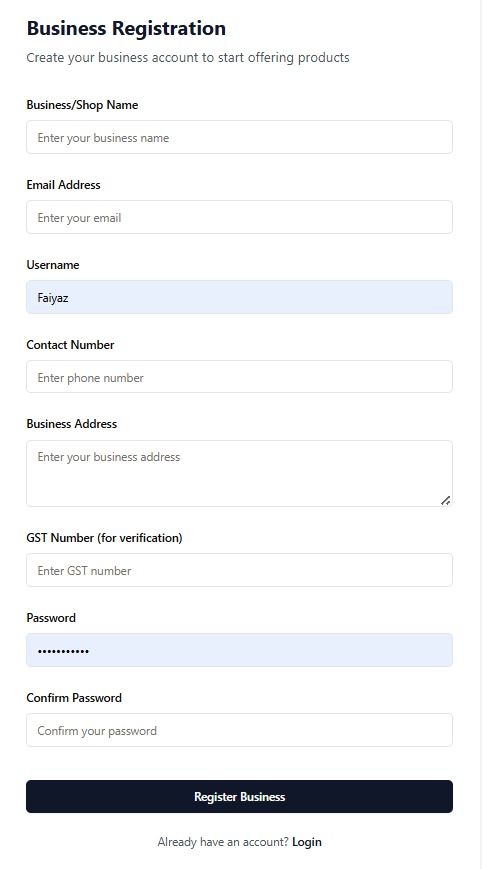 Business Registration
Create your business account to start offering products
Business/Shop Name
Enter your business name
Email Address
Enter your email
Username
Faiyaz
Contact Number
Enter phone number
Business Address
Enter your business address
GST Number (for verification)
Enter GST number
Password
•••••••••••
Confirm Password
Confirm your password
Register Business
Already have an account? Login